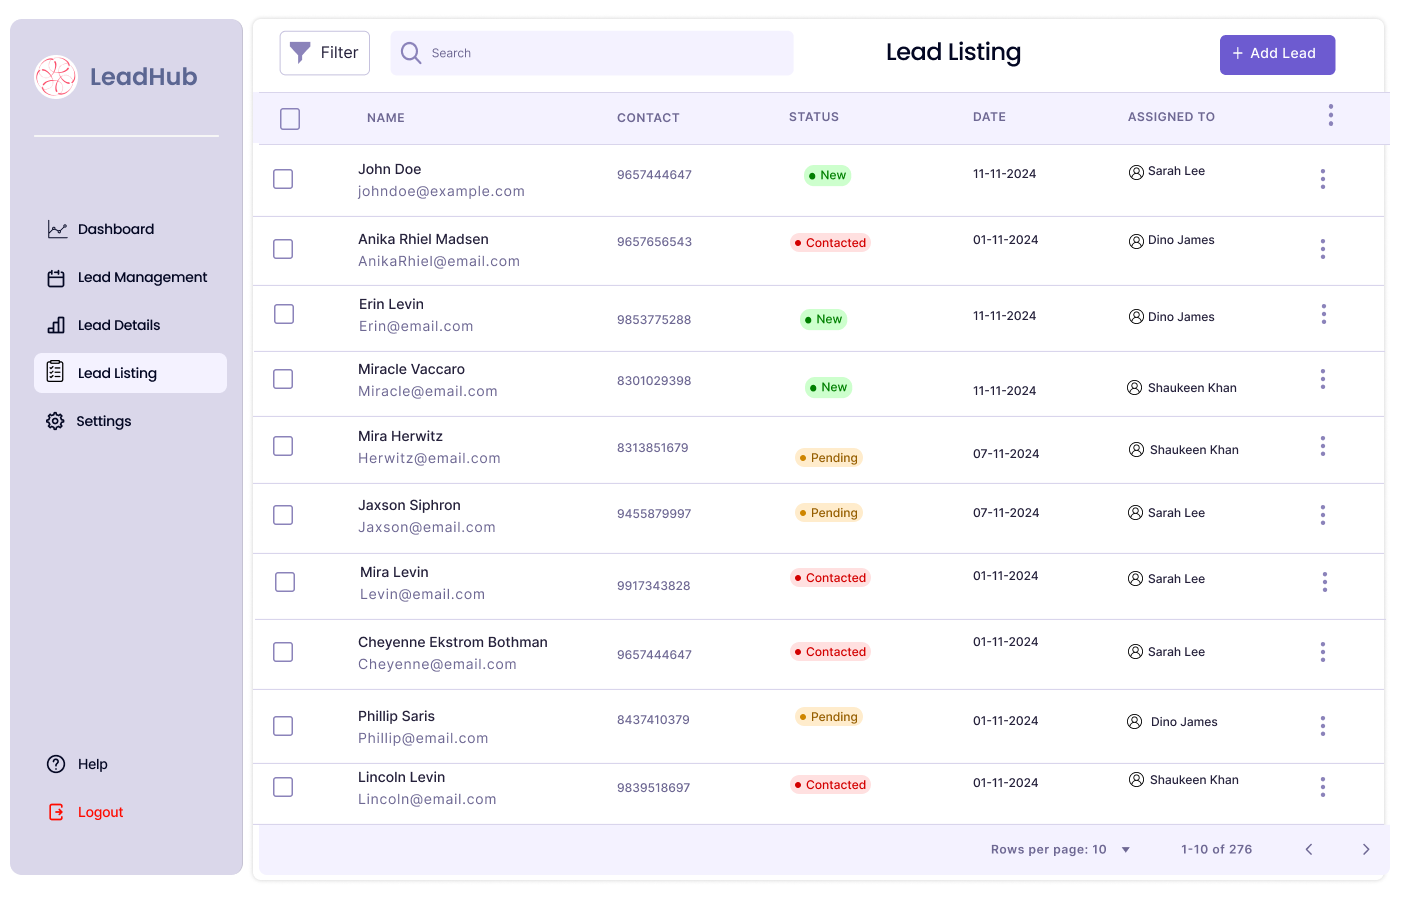 LeadHub
Dashboard
Lead Management
Lead Details
Lead Listing
Settings
Help
Logout
Filter
Search
Lead Listing
+ Add Lead
NAME CONTACT STATUS DATE ASSIGNED TO
John Doe
johndoe@example.com
9657444647 New 11-11-2024 Sarah Lee
Anika Rhiel Madsen
AnikaRhiel@email.com
9657656543 Contacted 01-11-2024 Dino James
Erin Levin
Erin@email.com
9853775288 New 11-11-2024 Dino James
Miracle Vaccaro
Miracle@email.com
8301029398 New 11-11-2024 Shaukeen Khan
Mira Herwitz
Herwitz@email.com
8313851679 Pending 07-11-2024 Shaukeen Khan
Jaxson Siphron
Jaxson@email.com
9455879997 Pending 07-11-2024 Sarah Lee
Mira Levin
Levin@email.com
9917343828 Contacted 01-11-2024 Sarah Lee
Cheyenne Ekstrom Bothman
Cheyenne@email.com
9657444647 Contacted 01-11-2024 Sarah Lee
Phillip Saris
Phillip@email.com
8437410379 Pending 01-11-2024 Dino James
Lincoln Levin
Lincoln@email.com
9839518697 Contacted 01-11-2024 Shaukeen Khan
Rows per page: 10 1-10 of 276